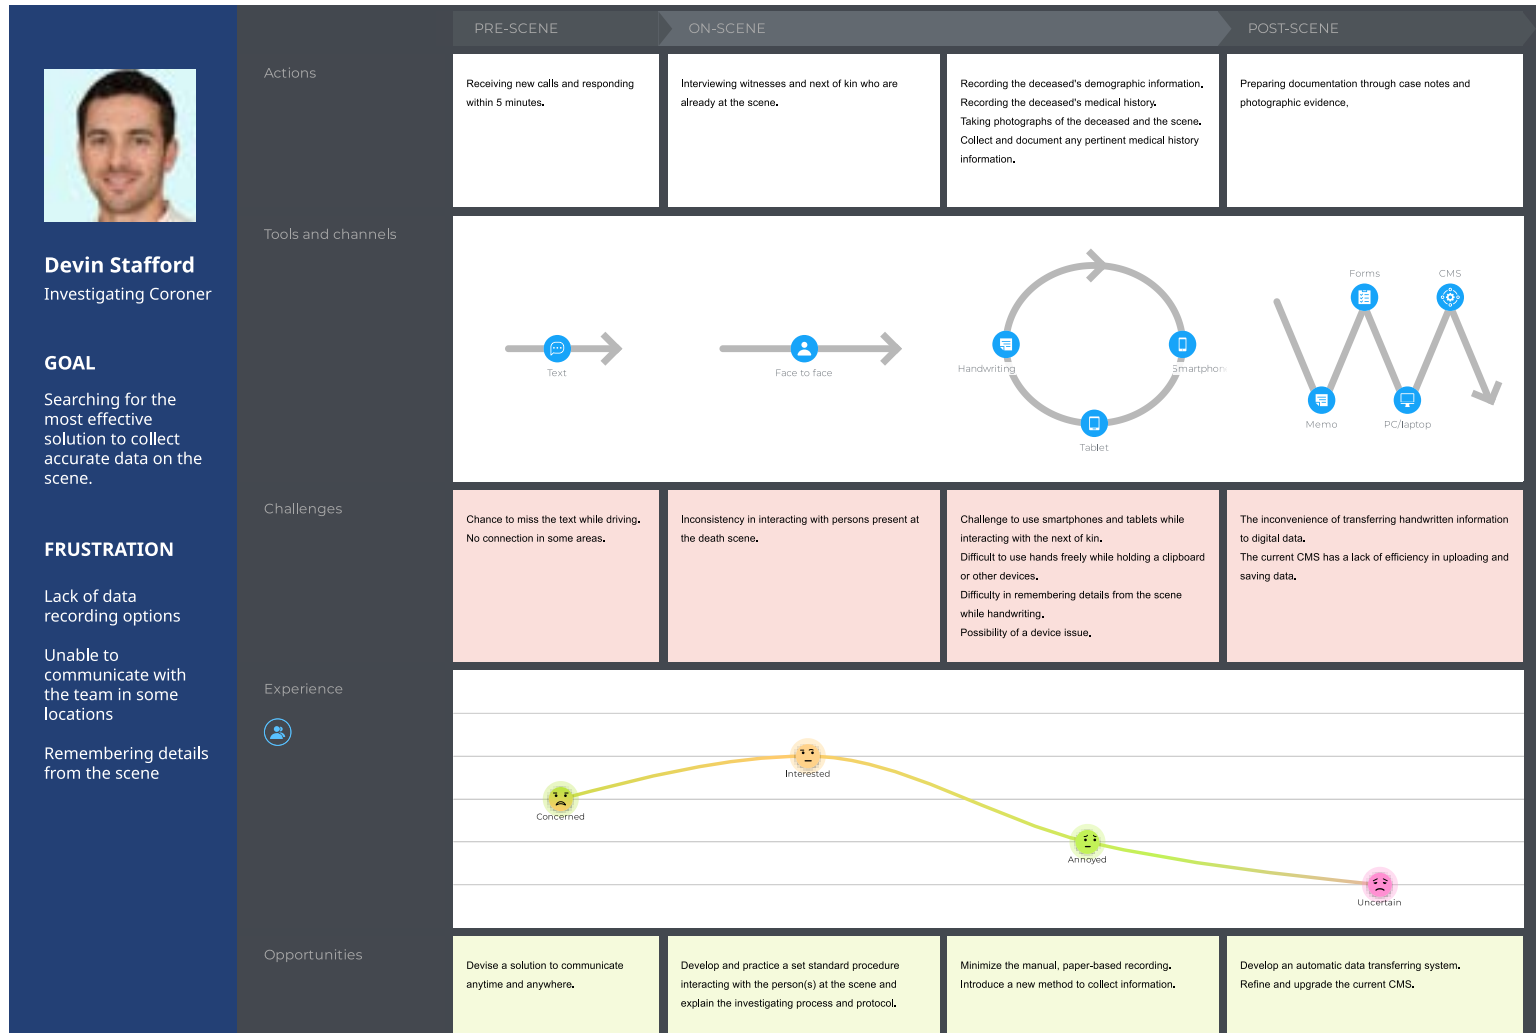 PRE-SCENE
ON-SCENE
POST-SCENE
Devin Stafford
Investigating Coroner
GOAL
Searching for the
most effective
solution to collect
accurate data on the
scene.
FRUSTRATION
Lack of data
recording options
Unable to
communicate with
the team in some
locations
Remembering details
from the scene
Actions
Receiving new calls and responding
within 5 minutes.
Interviewing witnesses and next of kin who are
already at the scene.
Recording the deceased's demographic information.
Recording the deceased's medical history.
Taking photographs of the deceased and the scene.
Collect and document any pertinent medical history
information.
Preparing documentation through case notes and
photographic evidence.
Tools and channels
Text
Face to face
Handwriting
Smartphon
Tablet
Forms
CMS
Memo
PC/laptop
Challenges
Chance to miss the text while driving.
No connection in some areas.
Inconsistency in interacting with persons present at
the death scene.
Challenge to use smartphones and tablets while
interacting with the next of kin.
Difficult to use hands freely while holding a clipboard
or other devices.
Difficulty in remembering details from the scene
while handwriting.
Possibility of a device issue.
The inconvenience of transferring handwritten information
to digital data.
The current CMS has a lack of efficiency in uploading and
saving data.
Experience
Concerned
Interested
Annoyed
Uncertain
Opportunities
Devise a solution to communicate
anytime and anywhere.
Develop and practice a set standard procedure
interacting with the person(s) at the scene and
explain the investigating process and protocol.
Minimize the manual, paper-based recording.
Introduce a new method to collect information.
Develop an automatic data transferring system.
Refine and upgrade the current CMS.